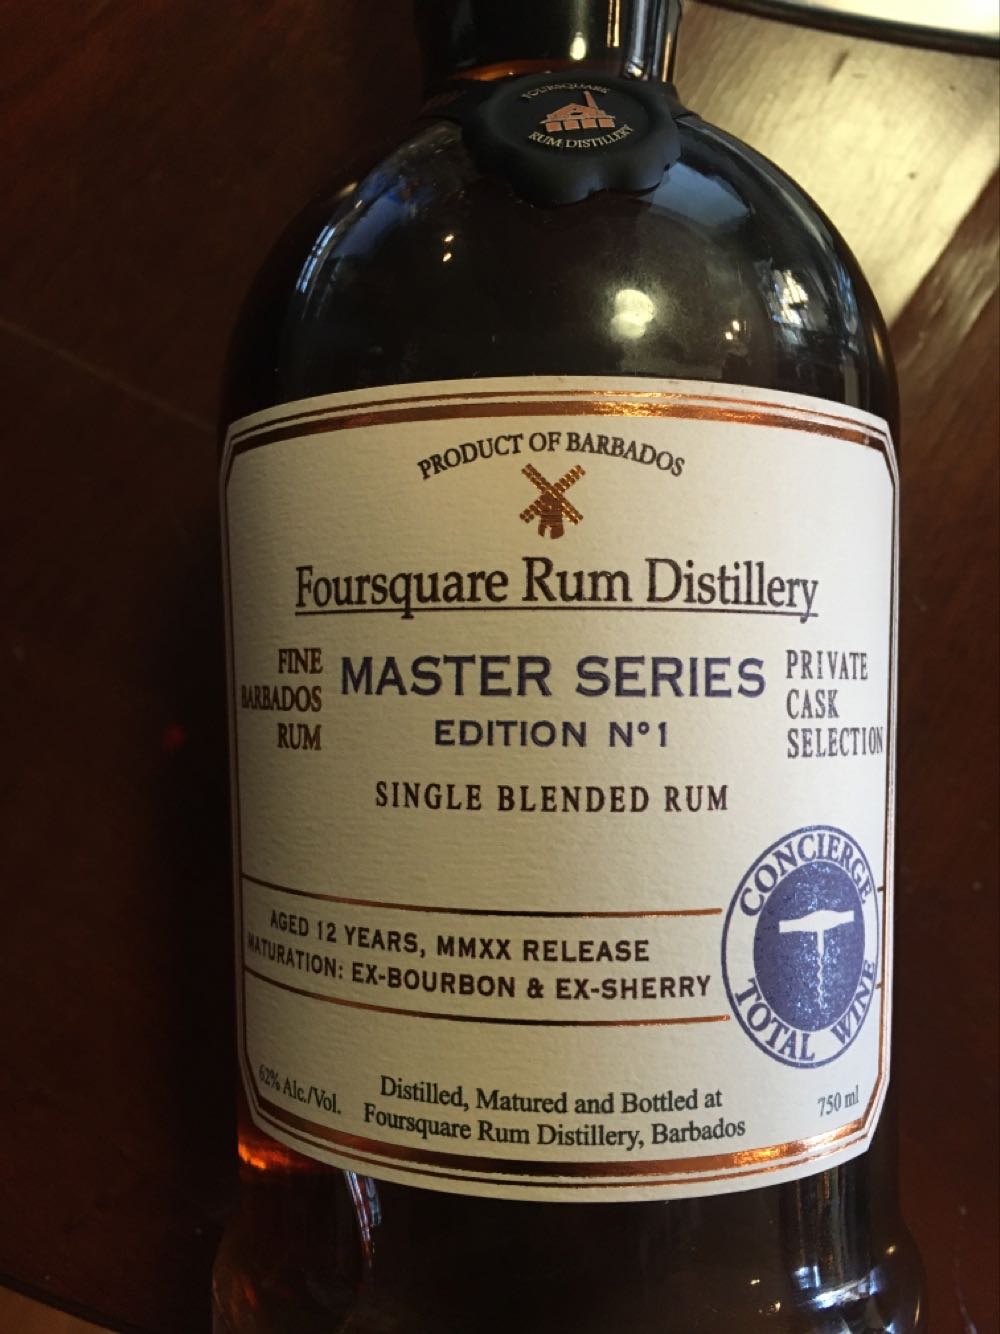 FOURSQUARE
RUM DISTILLERY
PRODUCT OF BARBADOS
Foursquare Rum Distillery
FINE
BARBADOS
RUM
MASTER SERIES
EDITION Nº1
PRIVATE
CASK
SELECTION
SINGLE BLENDED RUM
AGED 12 YEARS, MMXX RELEASE
MATURATION: EX-BOURBON & EX-SHERRY
CONCIERGE
TOTAL WINE
62% Alc./Vol.
Distilled, Matured and Bottled at
Foursquare Rum Distillery, Barbados
750 ml